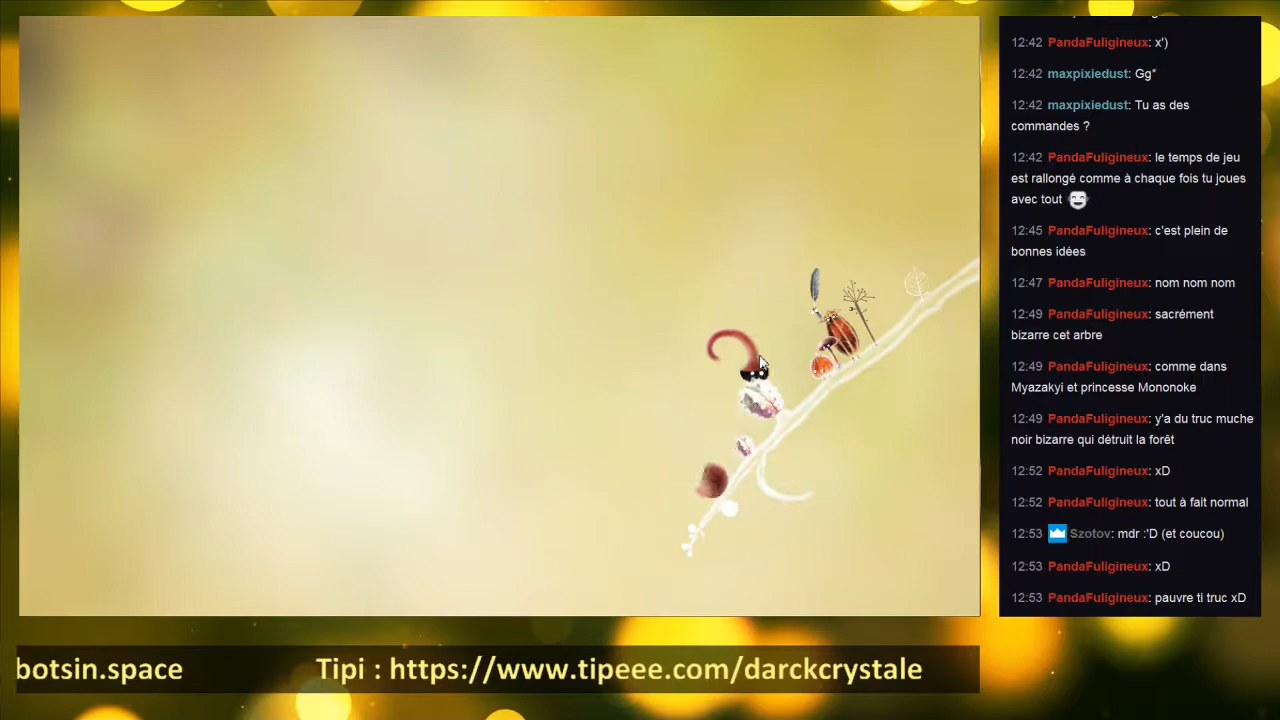 12:42 PandaFuligineux: x')
12:42 maxpixiedust: Gg*
12:42 maxpixiedust: Tu as des
commandes ?
12:42 PandaFuligineux: le temps de jeu
est rallongé comme à chaque fois tu joues
avec tout
12:45 PandaFuligineux: c'est plein de
bonnes idées
12:47 PandaFuligineux: nom nom nom
12:49 PandaFuligineux: sacrément
bizarre cet arbre
12:49 PandaFuligineux: comme dans
Myazakyi et princesse Mononoke
12:49 PandaFuligineux: y'a du truc muche
noir bizarre qui détruit la forêt
12:52 PandaFuligineux: xD
12:52 PandaFuligineux: tout à fait normal
12:53 Szotov: mdr :'D (et coucou)
12:53 PandaFuligineux: xD
12:53 PandaFuligineux: pauvre ti truc xD
botsin.space Tipi : https://www.tipeee.com/darckcrystale